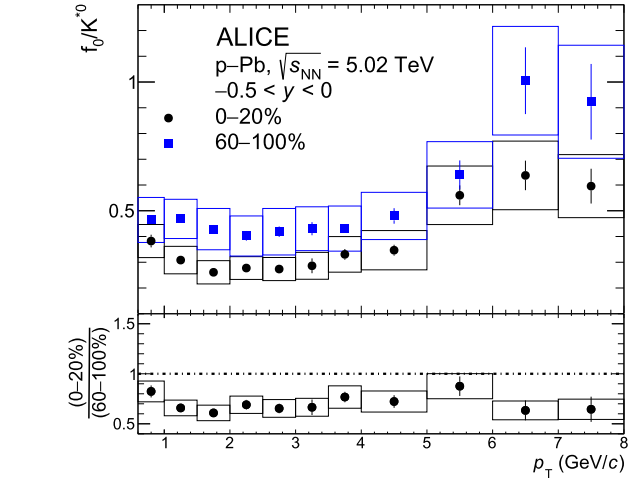 f₀/K*⁰
ALICE
p–Pb, √sNN = 5.02 TeV
−0.5 < y < 0
0–20%
60–100%
1
0.5
(0–20%)
(60–100%)
1.5
1
0.5
1 2 3 4 5 6 7 8
pT (GeV/c)